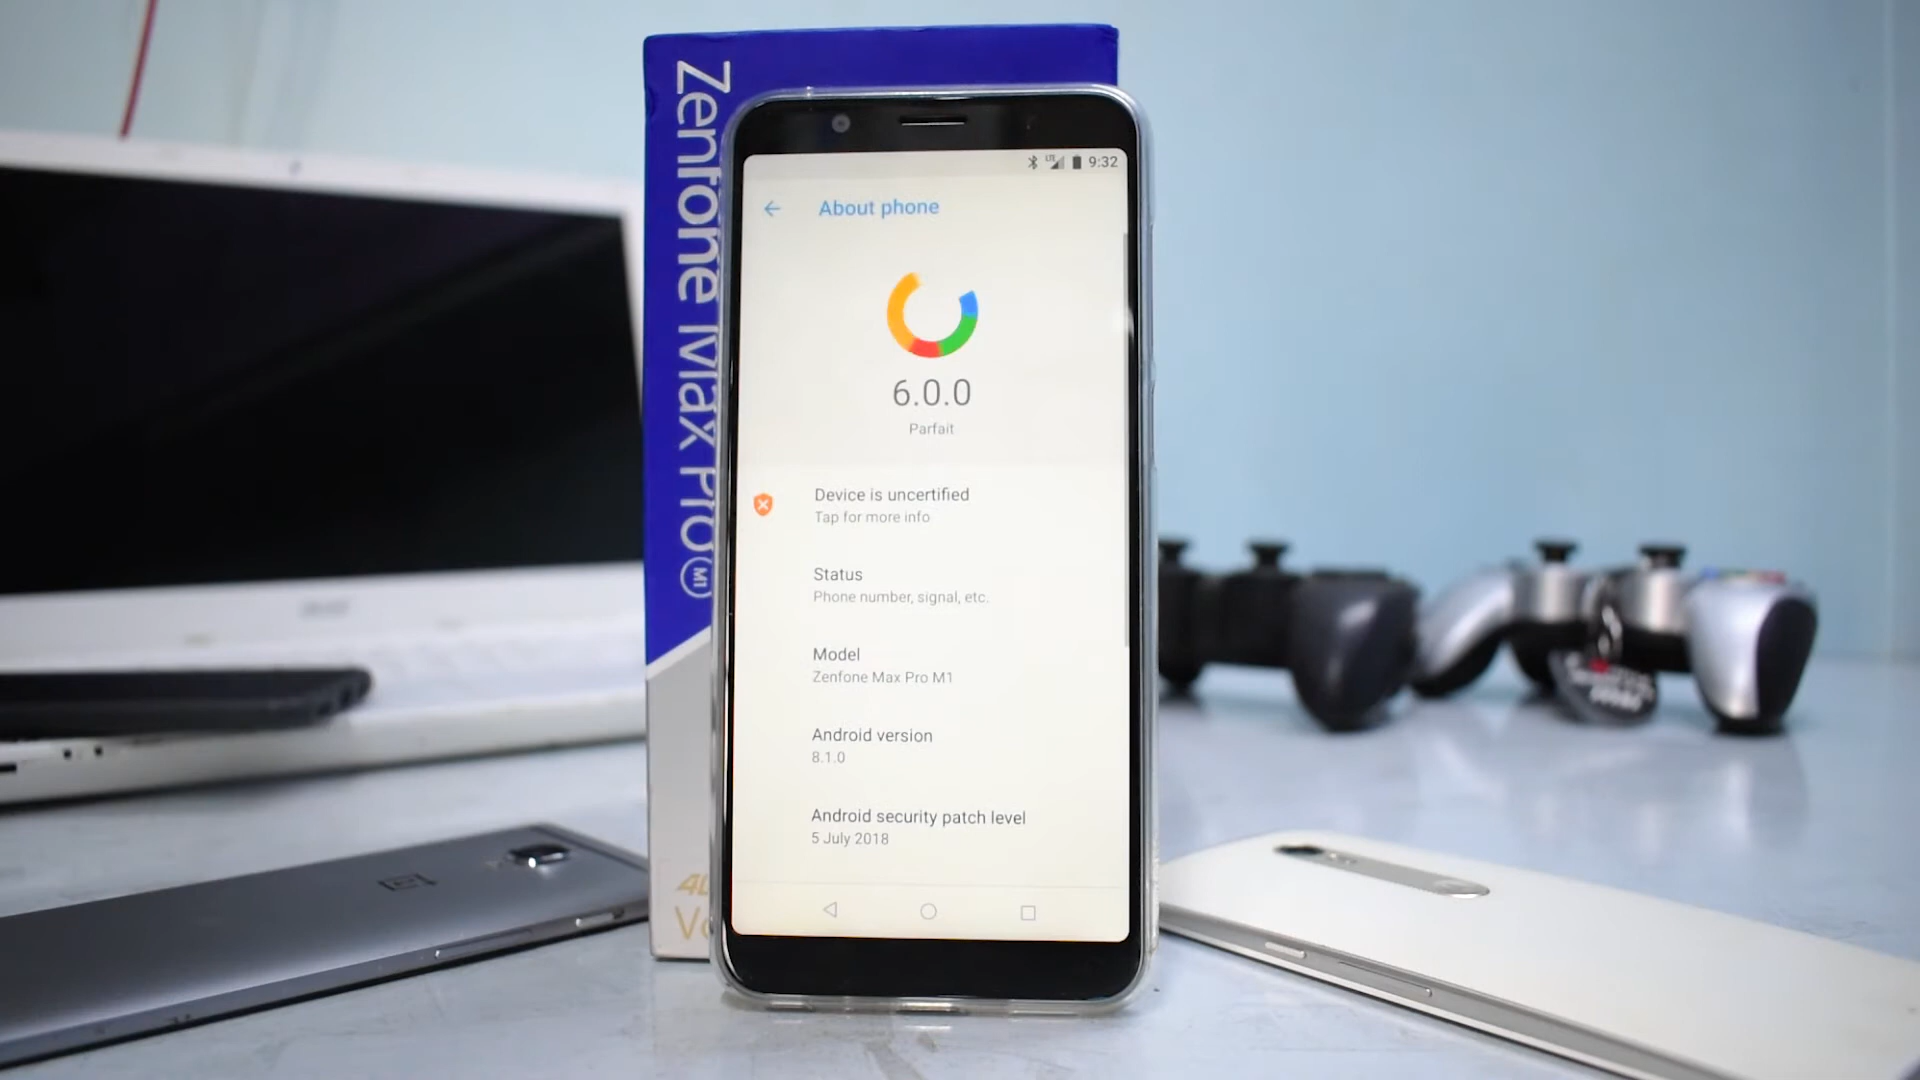 Zenfone Max Pro M1
LTE 9:32
About phone
6.0.0
Parfait
Device is uncertified
Tap for more info
Status
Phone number, signal, etc.
Model
Zenfone Max Pro M1
Android version
8.1.0
Android security patch level
5 July 2018